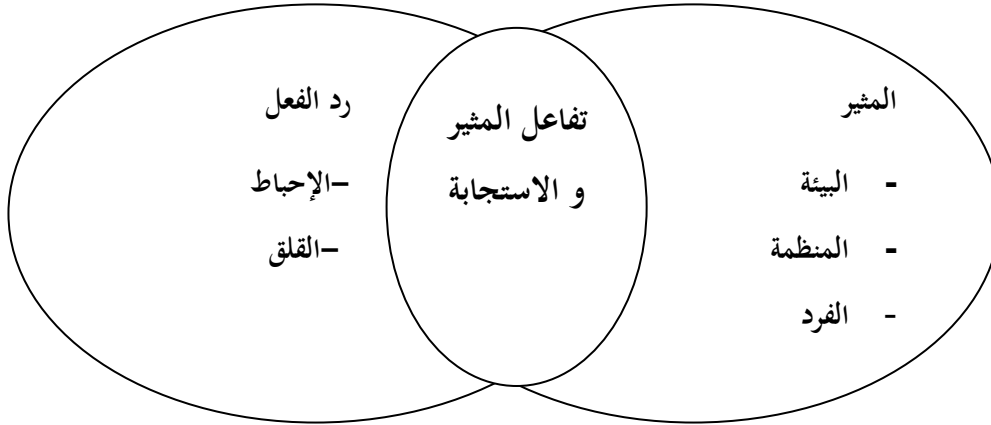 المثير
- البيئة
- المنظمة
- الفرد
تفاعل المثير
و الاستجابة
رد الفعل
–الإحباط
–القلق